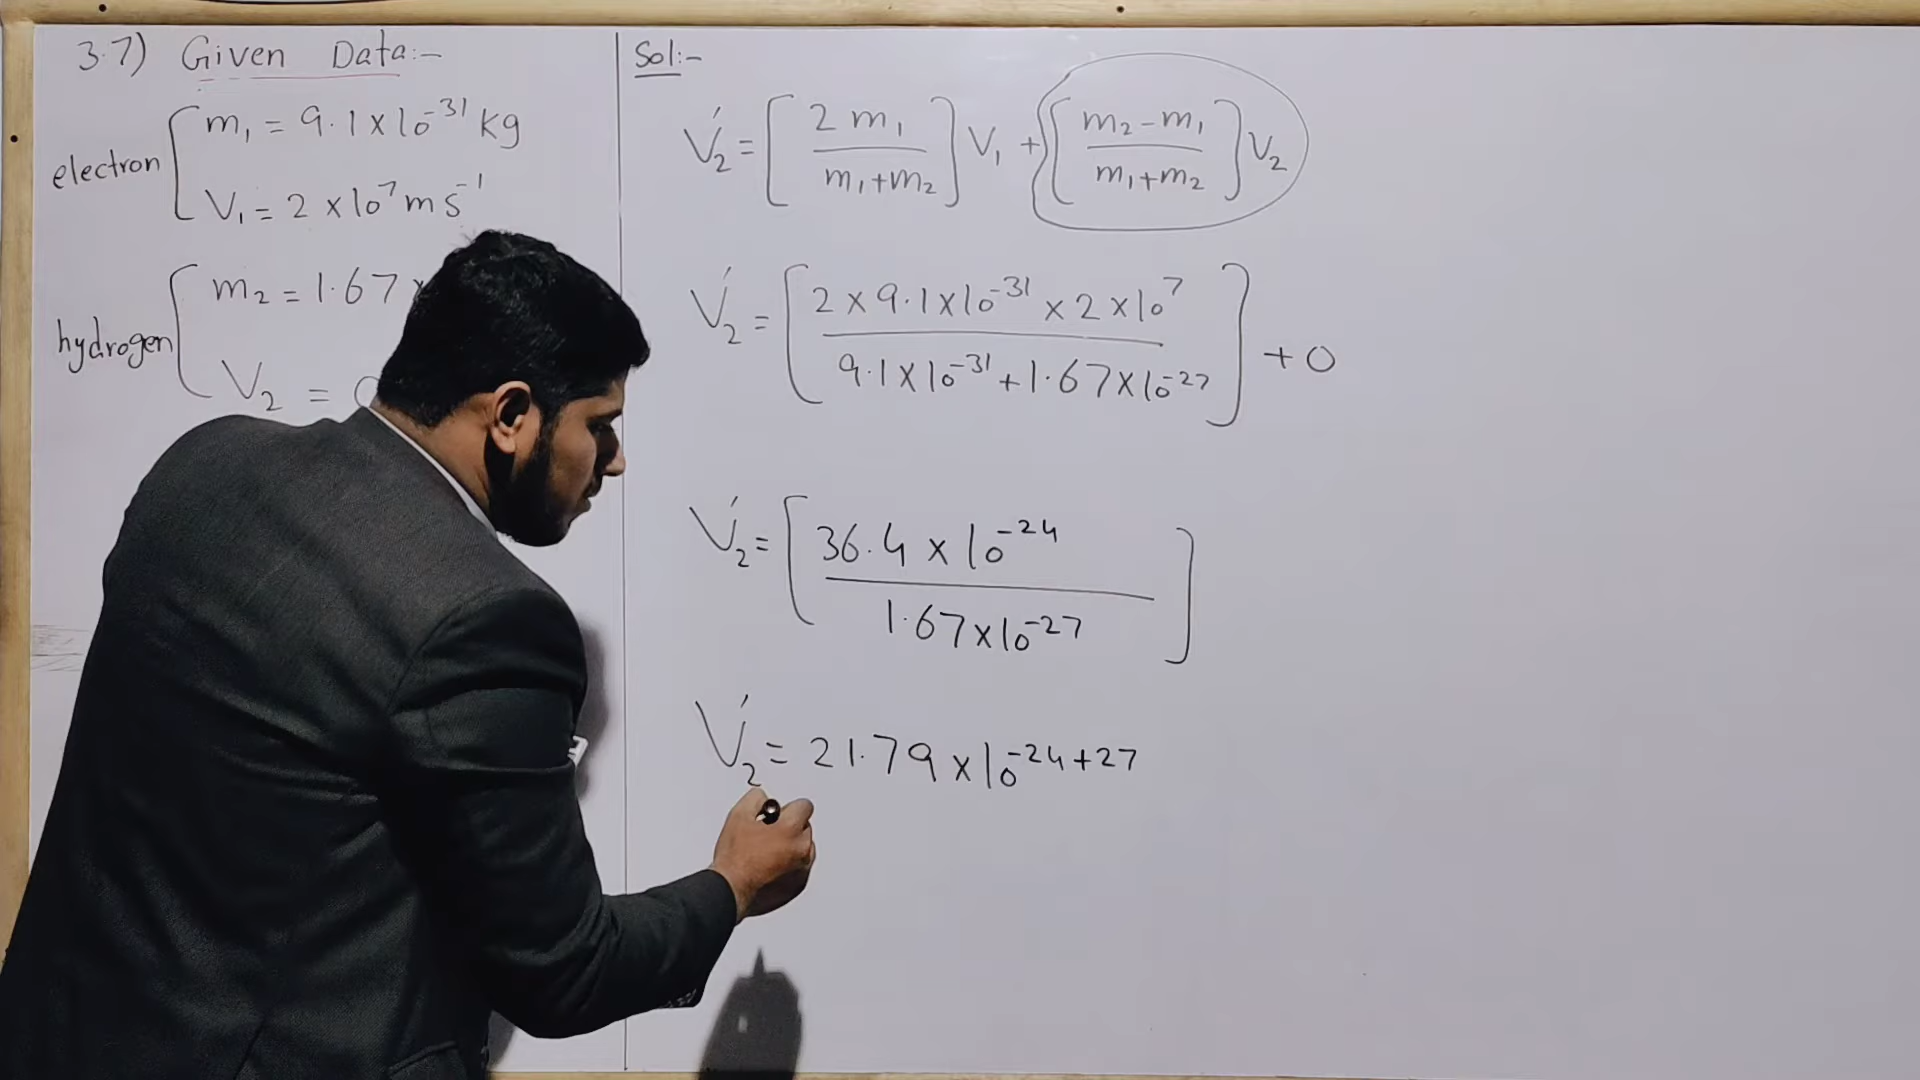 3.7) Given Data:-
electron
m₁ = 9.1 x 10⁻³¹ kg
V₁ = 2 x 10⁷ m s⁻¹
hydrogen
m₂ = 1.67 x
V₂ =
Sol:-
V₂' = [2 m₁ / m₁+m₂] V₁ + [m₂-m₁ / m₁+m₂] V₂
V₂' = [2 x 9.1 x 10⁻³¹ x 2 x 10⁷ / 9.1 x 10⁻³¹ + 1.67 x 10⁻²⁷] + 0
V₂' = [36.4 x 10⁻²⁴ / 1.67 x 10⁻²⁷]
V₂' = 21.79 x 10⁻²⁴⁺²⁷